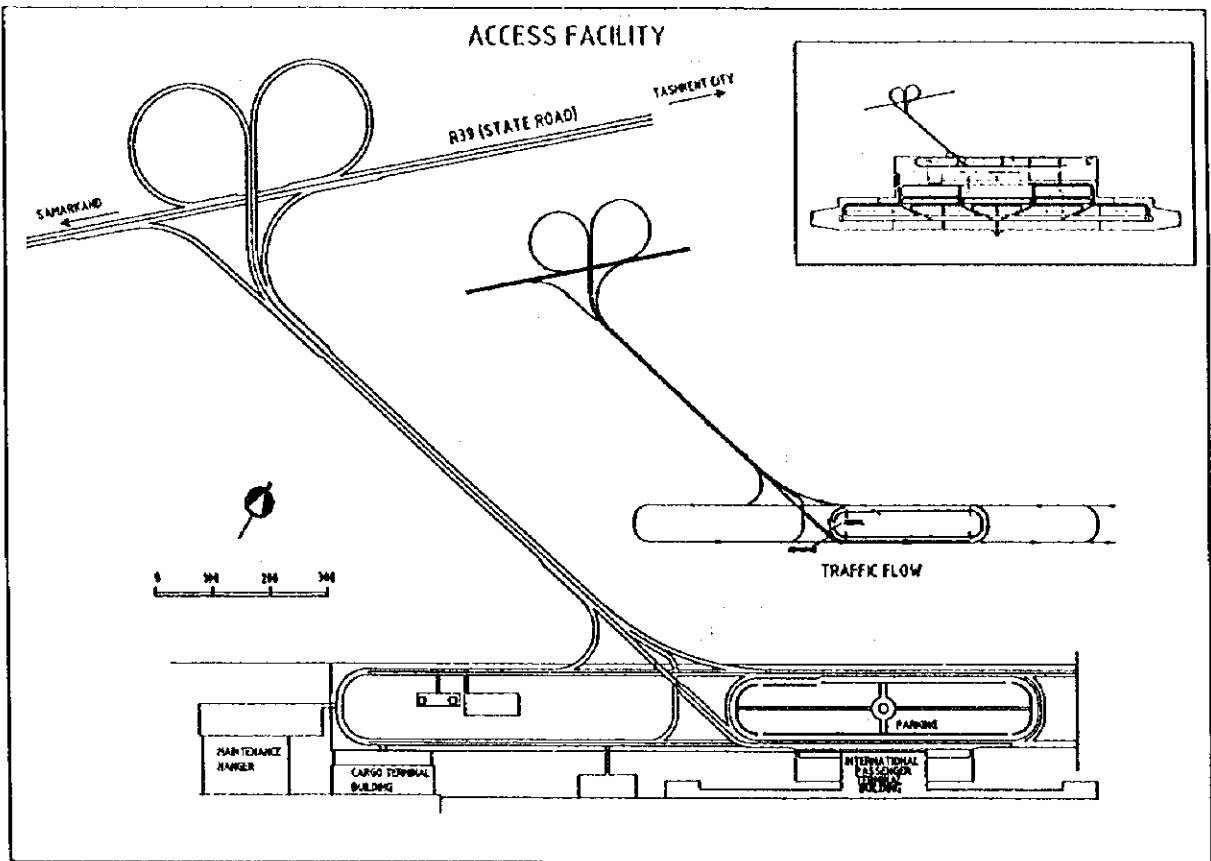 ACCESS FACILITY
TASHKENT CITY
R39 (STATE ROAD)
SAMARKAND
0 100 200 300
TRAFFIC FLOW
PARKING
MAINTENANCE
HANGER
CARGO TERMINAL
BUILDING
INTERNATIONAL
PASSENGER
TERMINAL
BUILDING